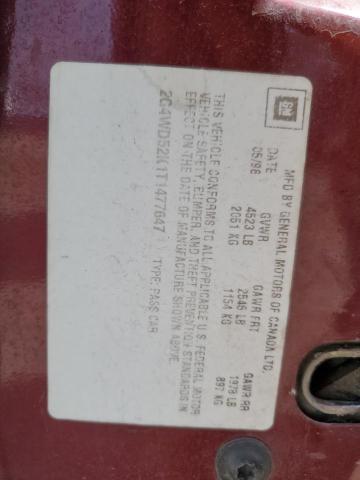 GM
MFD BY GENERAL MOTORS OF CANADA LTD.
DATE GVWR GAWR FRT GAWR RR
05/96 4523 LB 2546 LB 1978 LB
2051 KG 1154 KG 897 KG
THIS VEHICLE CONFORMS TO ALL APPLICABLE U.S. FEDERAL MOTOR
VEHICLE SAFETY, BUMPER, AND THEFT PREVENTION STANDARDS IN
EFFECT ON THE DATE OF MANUFACTURE SHOWN ABOVE.
2G4WD52K1T1477647 TYPE: PASS CAR